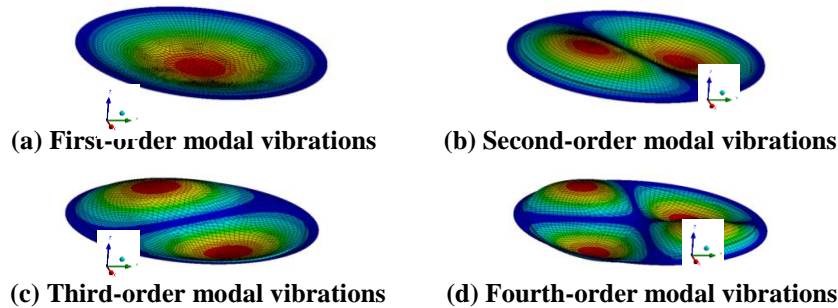 (a) First-order modal vibrations
(b) Second-order modal vibrations
(c) Third-order modal vibrations
(d) Fourth-order modal vibrations